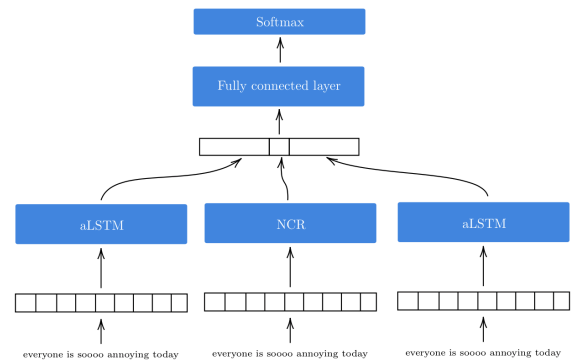 Softmax
Fully connected layer
aLSTM
NCR
aLSTM
everyone is soooo annoying today
everyone is soooo annoying today
everyone is soooo annoying today